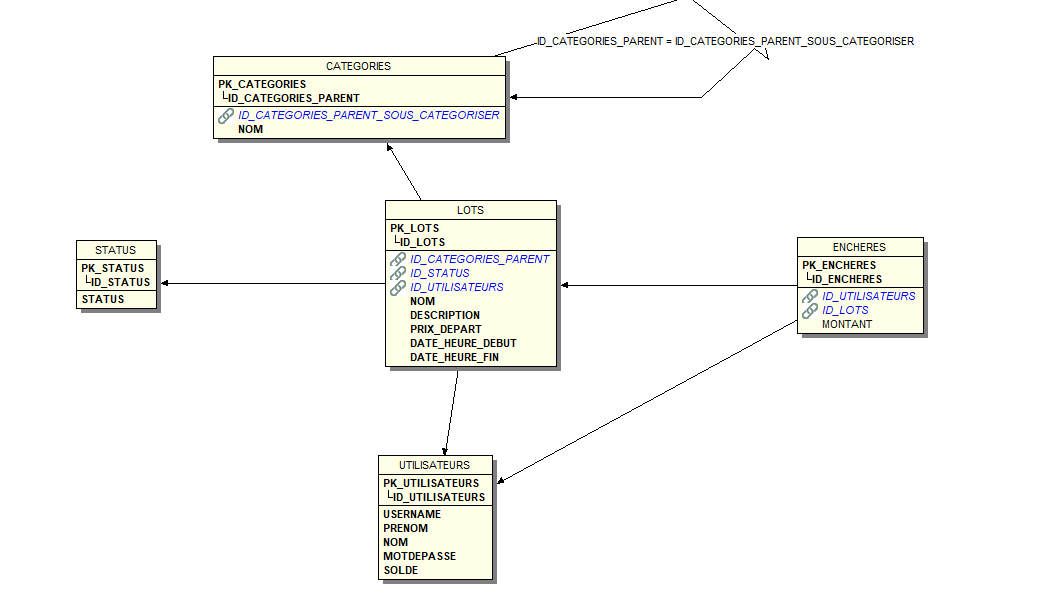 ID_CATEGORIES_PARENT = ID_CATEGORIES_PARENT_SOUS_CATEGORISER
CATEGORIES
PK_CATEGORIES
ID_CATEGORIES_PARENT
ID_CATEGORIES_PARENT_SOUS_CATEGORISER
NOM
LOTS
PK_LOTS
ID_LOTS
ID_CATEGORIES_PARENT
ID_STATUS
ID_UTILISATEURS
NOM
DESCRIPTION
PRIX_DEPART
DATE_HEURE_DEBUT
DATE_HEURE_FIN
STATUS
PK_STATUS
ID_STATUS
STATUS
ENCHERES
PK_ENCHERES
ID_ENCHERES
ID_UTILISATEURS
ID_LOTS
MONTANT
UTILISATEURS
PK_UTILISATEURS
ID_UTILISATEURS
USERNAME
PRENOM
NOM
MOTDEPASSE
SOLDE